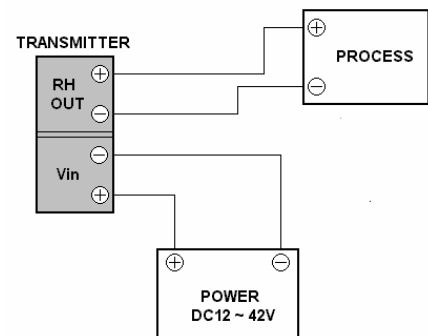 TRANSMITTER
RH
OUT
+
−
Vin
−
+
+
−
PROCESS
+
−
POWER
DC12 ~ 42V